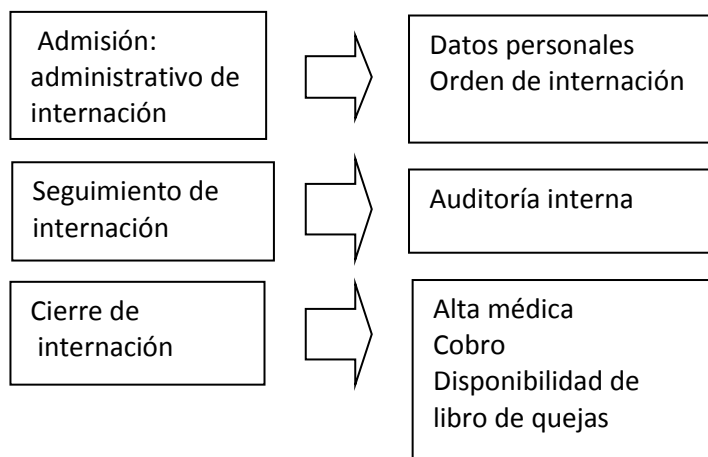 Admisión:
administrativo de
internación
Datos personales
Orden de internación
Seguimiento de
internación
Auditoría interna
Cierre de
internación
Alta médica
Cobro
Disponibilidad de
libro de quejas